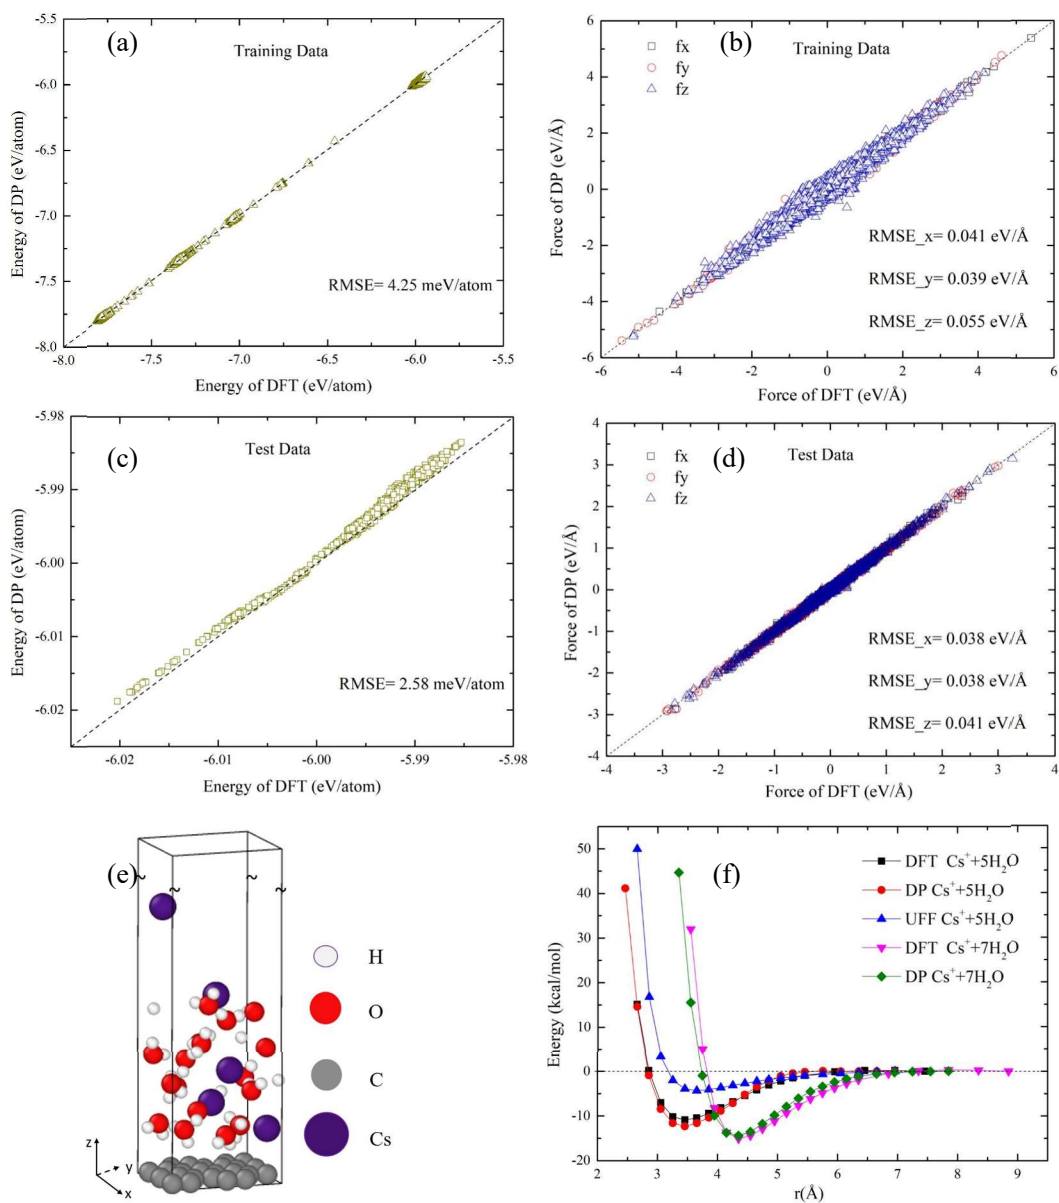 (a)
Training Data
RMSE= 4.25 meV/atom
Energy of DP (eV/atom)
-5.5
-6.0
-6.5
-7.0
-7.5
-8.0
-8.0
-7.5
-7.0
-6.5
-6.0
-5.5
Energy of DFT (eV/atom)
(b)
Training Data
fx
fy
fz
RMSE_x= 0.041 eV/Å
RMSE_y= 0.039 eV/Å
RMSE_z= 0.055 eV/Å
Force of DP (eV/Å)
6
4
2
0
-2
-4
-6
-6
-4
-2
0
2
4
6
Force of DFT (eV/Å)
(c)
Test Data
RMSE= 2.58 meV/atom
Energy of DP (eV/atom)
-5.98
-5.99
-6.00
-6.01
-6.02
-6.02
-6.01
-6.00
-5.99
-5.98
Energy of DFT (eV/atom)
(d)
Test Data
fx
fy
fz
RMSE_x= 0.038 eV/Å
RMSE_y= 0.038 eV/Å
RMSE_z= 0.041 eV/Å
Force of DP (eV/Å)
4
3
2
1
0
-1
-2
-3
-4
-4
-3
-2
-1
0
1
2
3
4
Force of DFT (eV/Å)
(e)
H
O
C
Cs
z
y
x
(f)
DFT Cs⁺+5H₂O
DP Cs⁺+5H₂O
UFF Cs⁺+5H₂O
DFT Cs⁺+7H₂O
DP Cs⁺+7H₂O
Energy (kcal/mol)
50
40
30
20
10
0
-10
-20
2
3
4
5
6
7
8
9
r(Å)